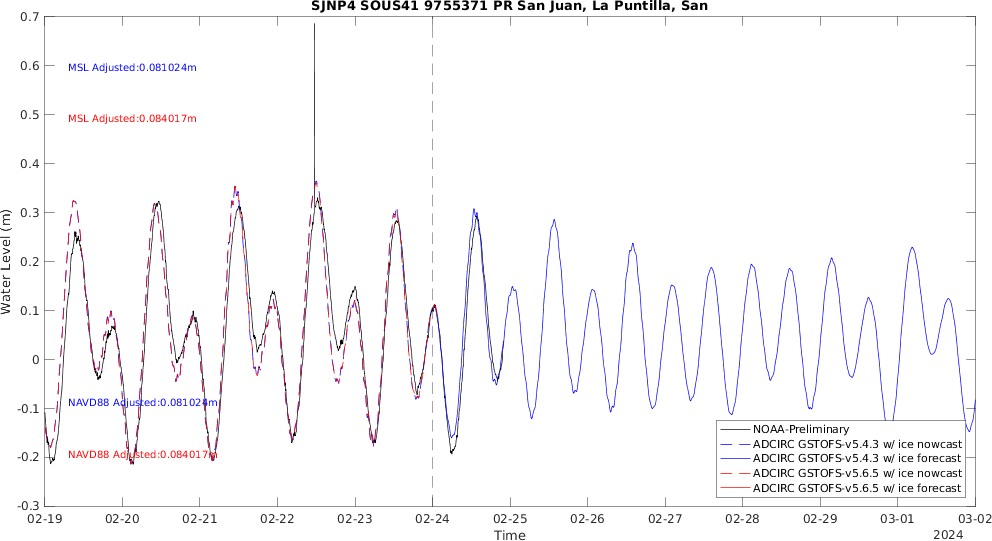 SJNP4 SOUS41 9755371 PR San Juan, La Puntilla, San
0.7
0.6
0.5
0.4
0.3
0.2
0.1
0
-0.1
-0.2
-0.3
Water Level (m)
MSL Adjusted:0.081024m
MSL Adjusted:0.084017m
NAVD88 Adjusted:0.081024m
NAVD88 Adjusted:0.084017m
NOAA-Preliminary
ADCIRC GSTOFS-v5.4.3 w/ ice nowcast
ADCIRC GSTOFS-v5.4.3 w/ ice forecast
ADCIRC GSTOFS-v5.6.5 w/ ice nowcast
ADCIRC GSTOFS-v5.6.5 w/ ice forecast
02-19 02-20 02-21 02-22 02-23 02-24 02-25 02-26 02-27 02-28 02-29 03-01 03-02
Time
2024